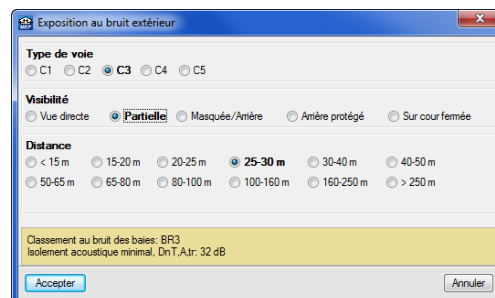 Exposition au bruit extérieur
Type de voie
C1 C2 C3 C4 C5
Visibilité
Vue directe Partielle Masquée/Arrière Arrière protégé Sur cour fermée
Distance
< 15 m 15-20 m 20-25 m 25-30 m 30-40 m 40-50 m
50-65 m 65-80 m 80-100 m 100-160 m 160-250 m > 250 m
Classement au bruit des baies: BR3
Isolement acoustique minimal, DnT,A,tr: 32 dB
Accepter Annuler